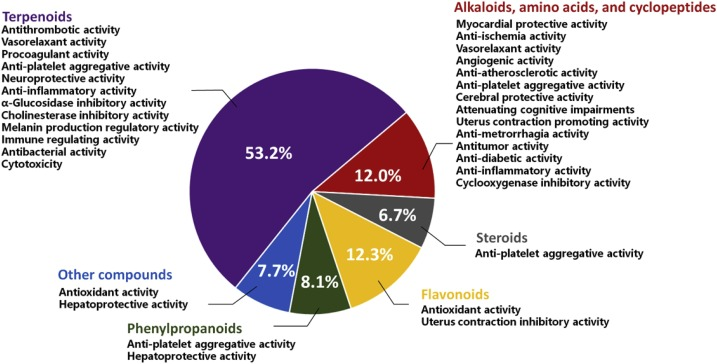 Terpenoids
Antithrombotic activity
Vasorelaxant activity
Procoagulant activity
Anti-platelet aggregative activity
Neuroprotective activity
Anti-inflammatory activity
α-Glucosidase inhibitory activity
Cholinesterase inhibitory activity
Melanin production regulatory activity
Immune regulating activity
Antibacterial activity
Cytotoxicity
Alkaloids, amino acids, and cyclopeptides
Myocardial protective activity
Anti-ischemia activity
Vasorelaxant activity
Angiogenic activity
Anti-atherosclerotic activity
Anti-platelet aggregative activity
Cerebral protective activity
Attenuating cognitive impairments
Uterus contraction promoting activity
Anti-metrorrhagia activity
Antitumor activity
Anti-diabetic activity
Anti-inflammatory activity
Cyclooxygenase inhibitory activity
53.2%
12.0%
6.7%
12.3%
8.1%
7.7%
Steroids
Anti-platelet aggregative activity
Other compounds
Antioxidant activity
Hepatoprotective activity
Flavonoids
Antioxidant activity
Uterus contraction inhibitory activity
Phenylpropanoids
Anti-platelet aggregative activity
Hepatoprotective activity